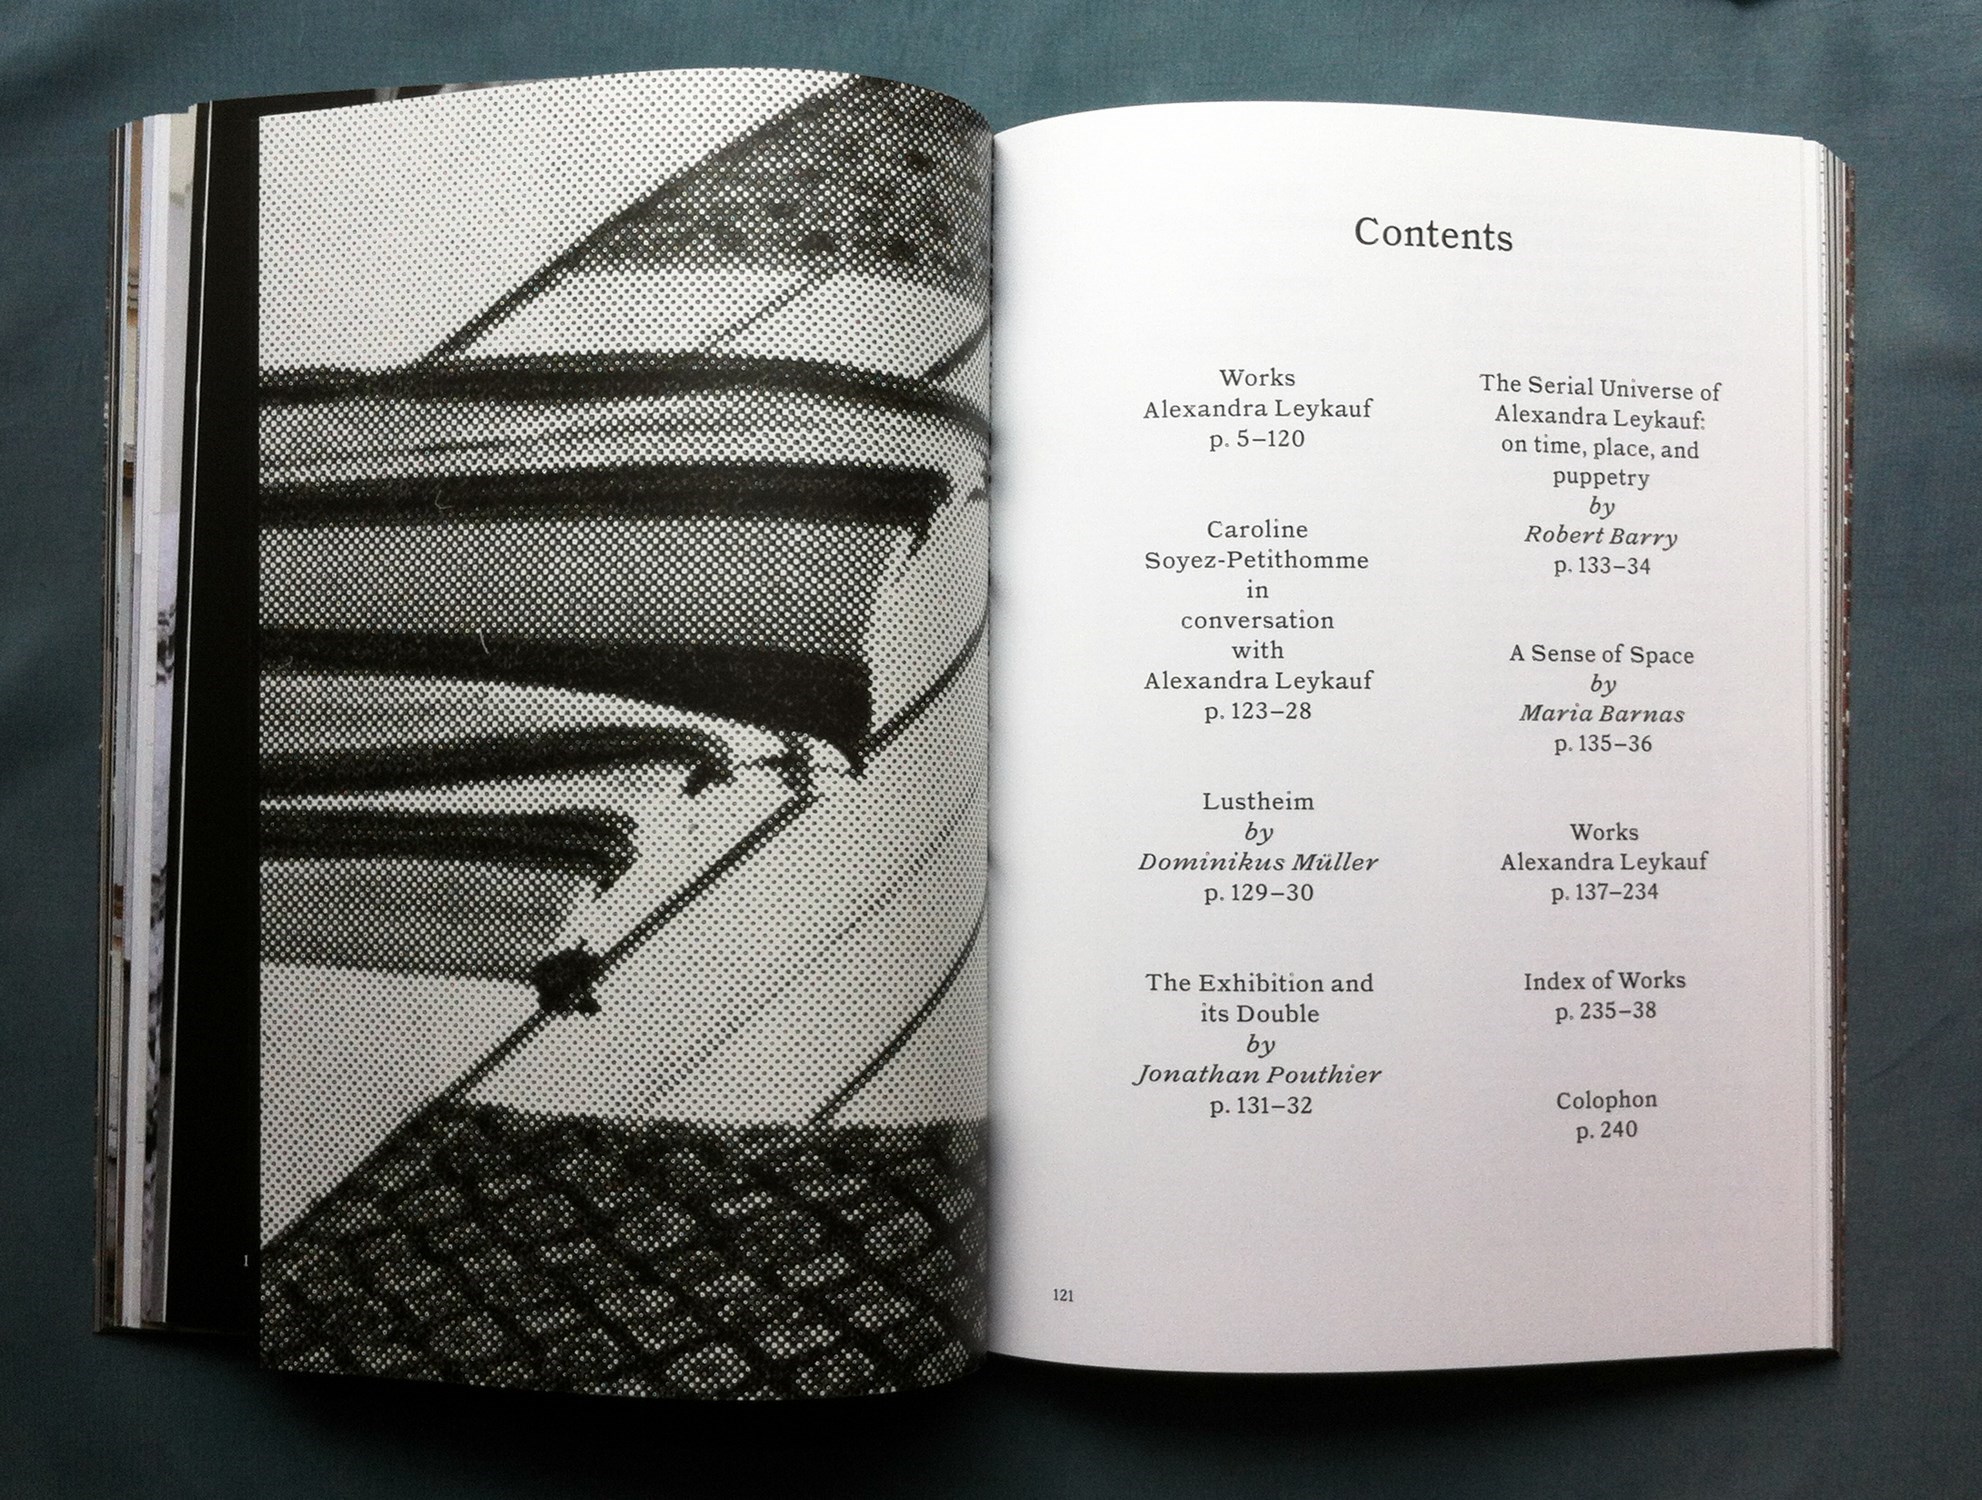 Contents
Works
Alexandra Leykauf
p. 5–120
Caroline
Soyez-Petithomme
in
conversation
with
Alexandra Leykauf
p. 123–28
Lustheim
by
Dominikus Müller
p. 129–30
The Exhibition and
its Double
by
Jonathan Pouthier
p. 131–32
The Serial Universe of
Alexandra Leykauf:
on time, place, and
puppetry
by
Robert Barry
p. 133–34
A Sense of Space
by
Maria Barnas
p. 135–36
Works
Alexandra Leykauf
p. 137–234
Index of Works
p. 235–38
Colophon
p. 240
121